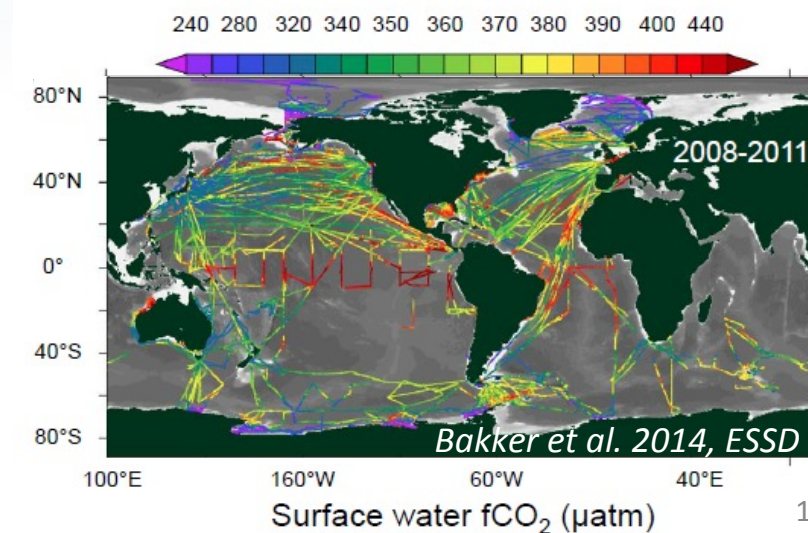 240 280 320 340 350 360 370 380 390 400 440
80°N
2008-2011
40°N
0°
40°S
80°S
Bakker et al. 2014, ESSD
100°E 160°W 60°W 40°E
Surface water fCO₂ (µatm)
1